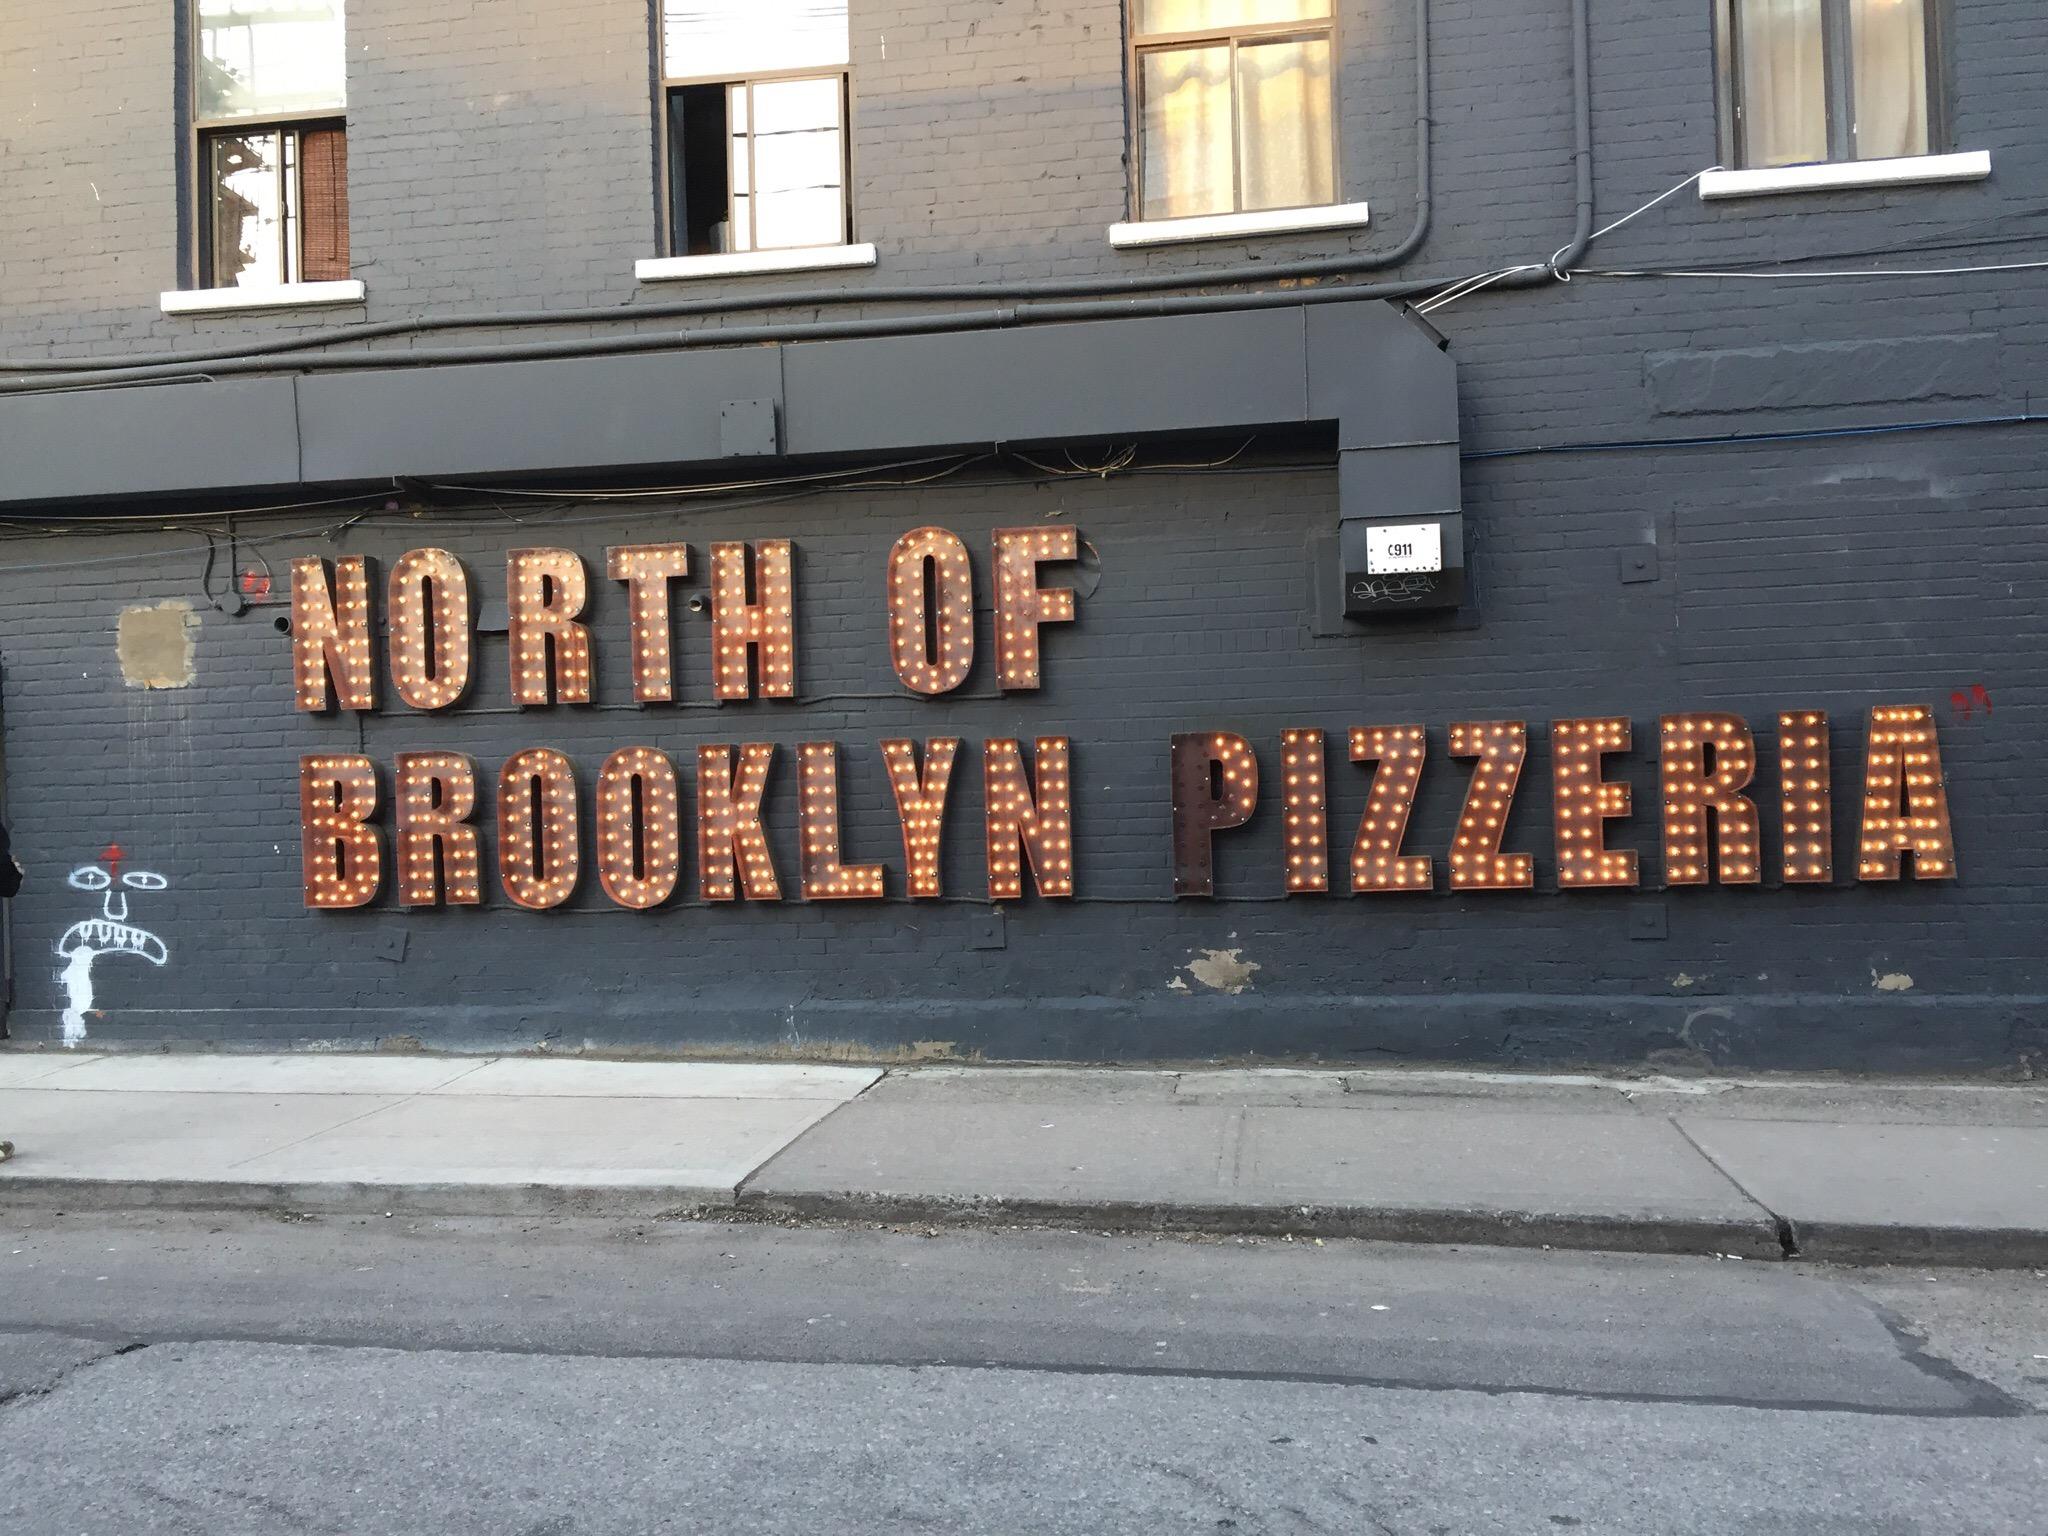 C911
NORTH OF
BROOKLYN PIZZERIA